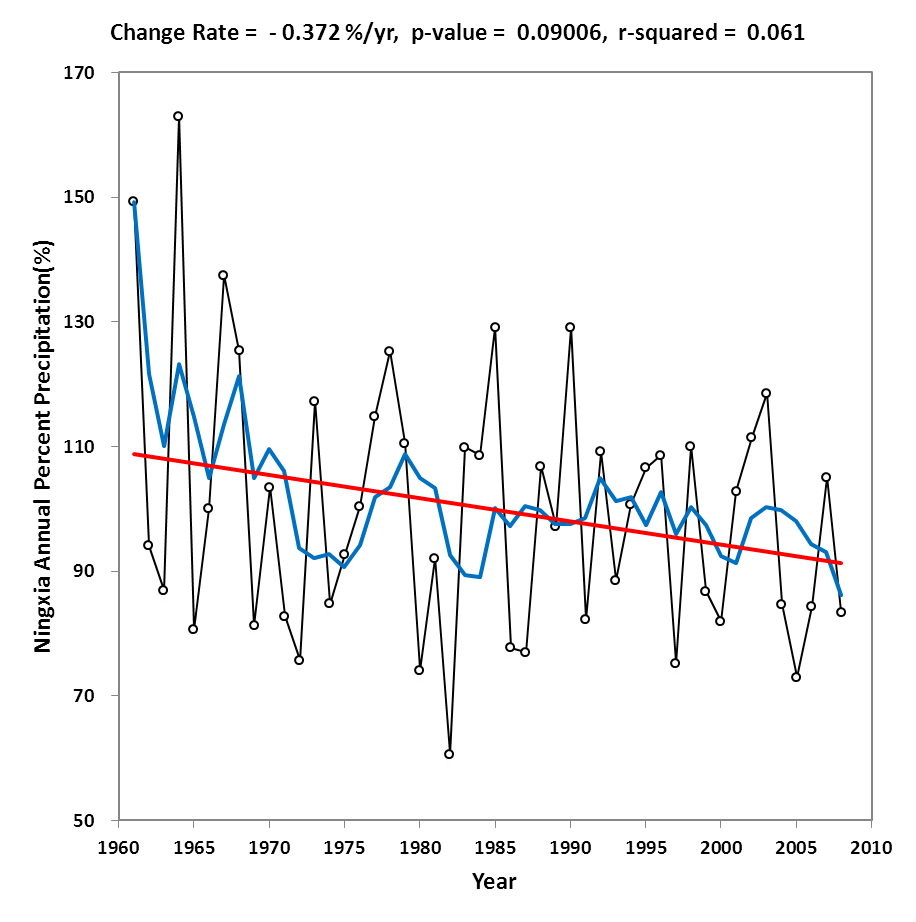 Change Rate = - 0.372 %/yr, p-value = 0.09006, r-squared = 0.061
Ningxia Annual Percent Precipitation(%)
170
150
130
110
90
70
50
1960 1965 1970 1975 1980 1985 1990 1995 2000 2005 2010
Year